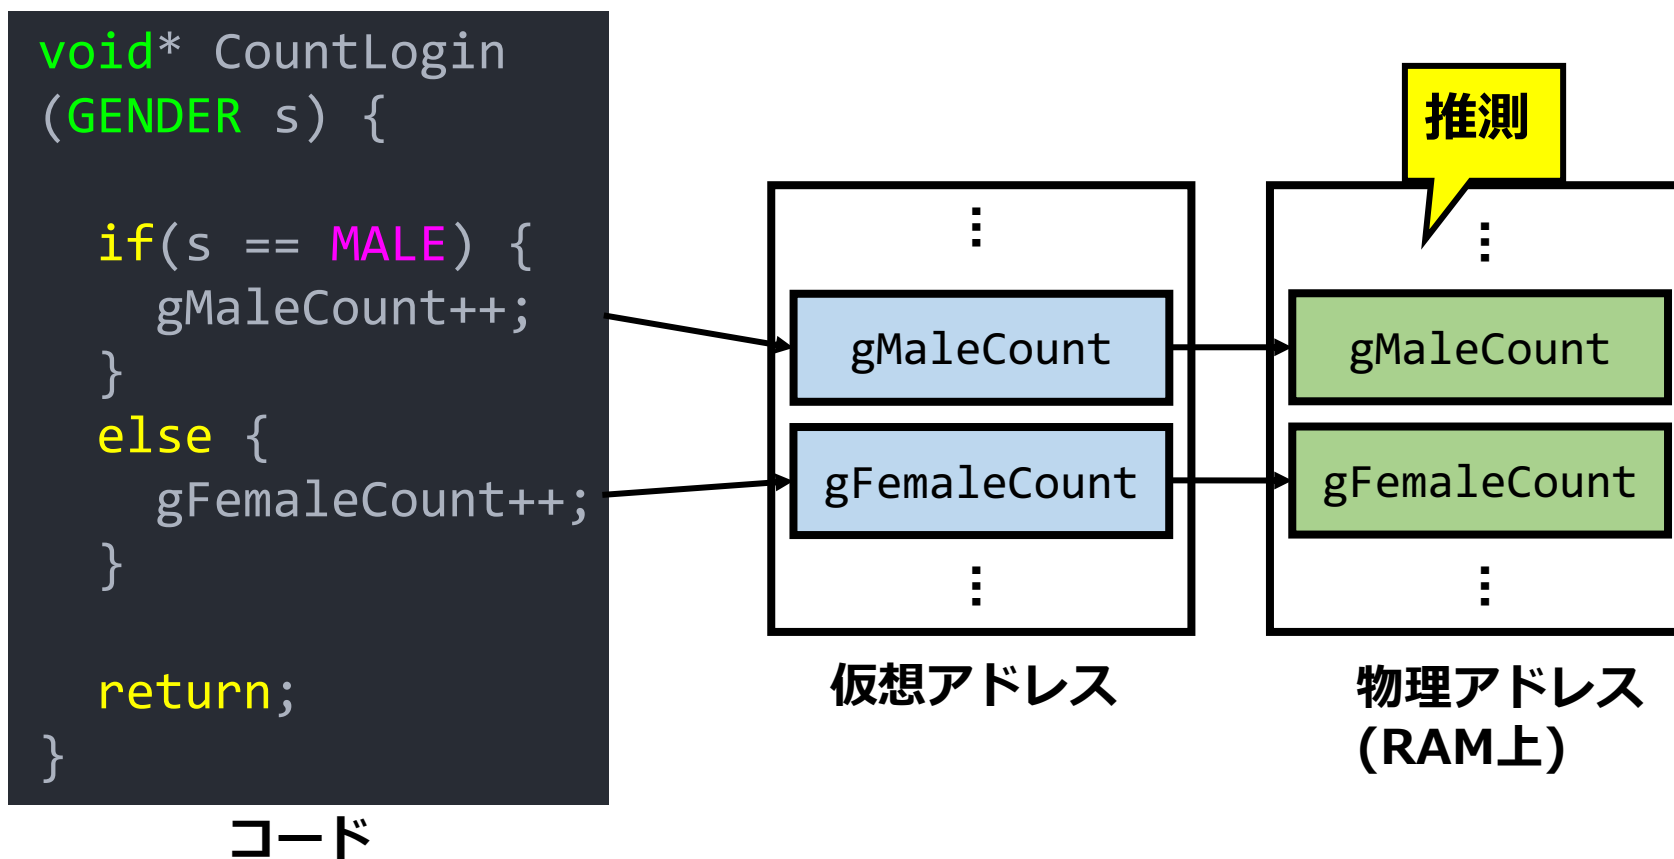 void* CountLogin
(GENDER s) {
if(s == MALE) {
gMaleCount++;
}
else {
gFemaleCount++;
}
return;
}
コード
⋮
gMaleCount
gFemaleCount
⋮
仮想アドレス
推測
⋮
gMaleCount
gFemaleCount
⋮
物理アドレス
(RAM上)